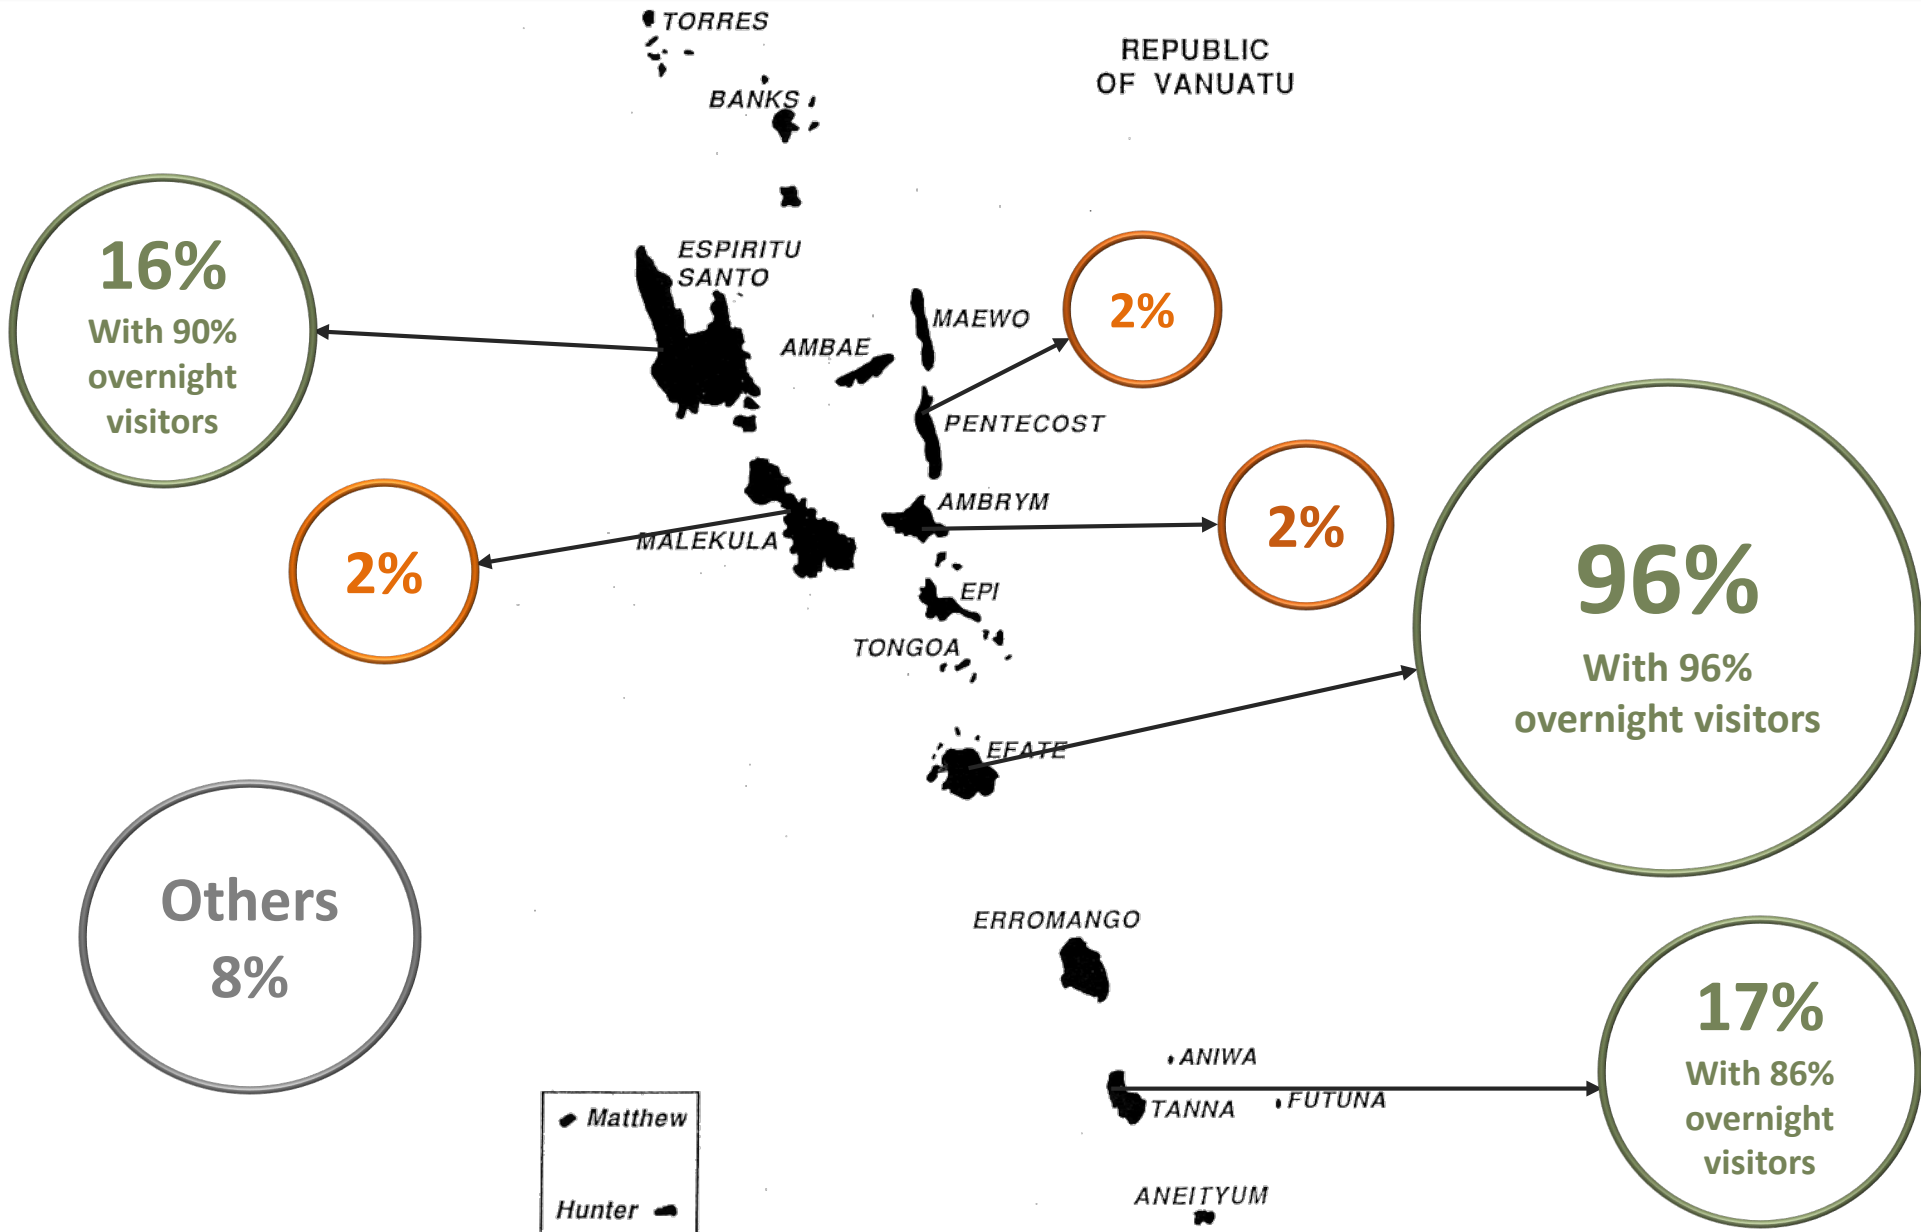 TORRES
REPUBLIC
OF VANUATU
BANKS
16%
With 90%
overnight
visitors
ESPIRITU
SANTO
MAEWO
2%
AMBAE
PENTECOST
AMBRYM
2%
MALEKULA
2%
96%
With 96%
overnight visitors
EPI
TONGOA
EFATE
Others
8%
ERROMANGO
17%
With 86%
overnight
visitors
ANIWA
TANNA
FUTUNA
Matthew
Hunter
ANEITYUM